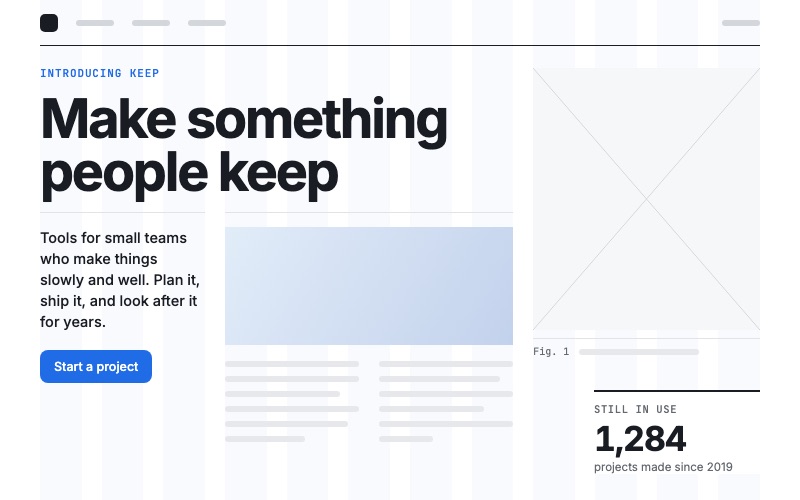 INTRODUCING KEEP
Make something
people keep
Tools for small teams
who make things
slowly and well. Plan it,
ship it, and look after it
for years.
Start a project
Fig. 1
STILL IN USE
1,284
projects made since 2019